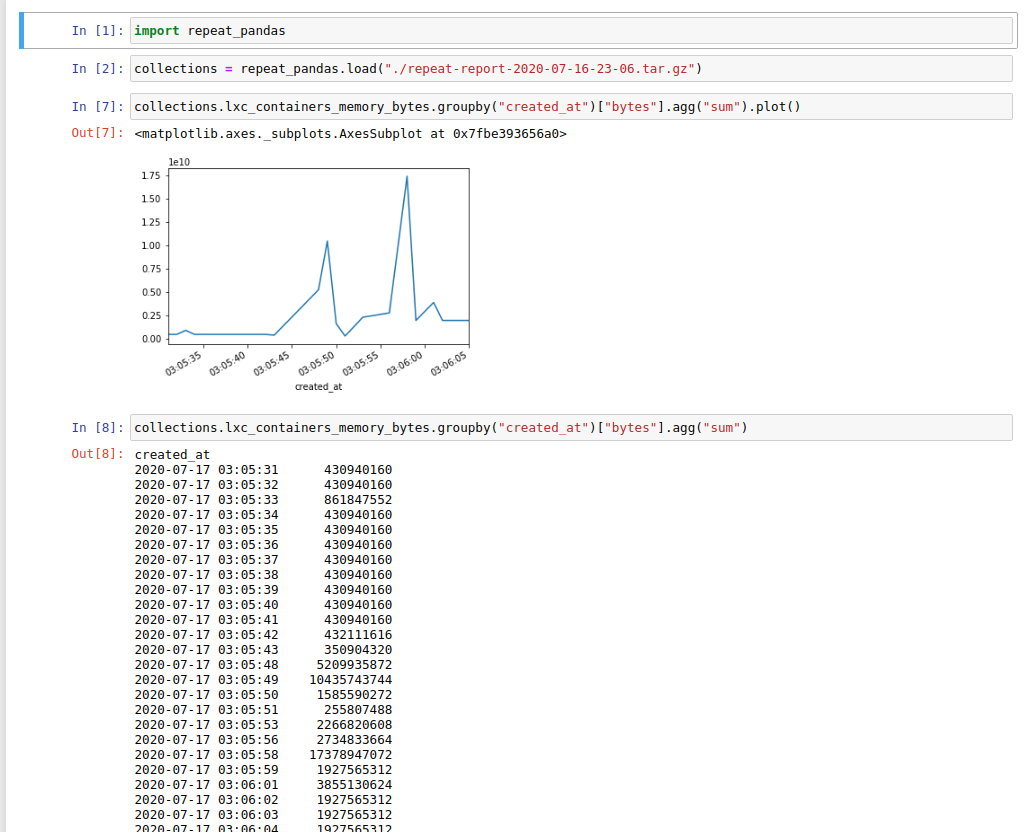 In [1]: import repeat_pandas
In [2]: collections = repeat_pandas.load("./repeat-report-2020-07-16-23-06.tar.gz")
In [7]: collections.lxc_containers_memory_bytes.groupby("created_at")["bytes"].agg("sum").plot()
Out[7]: <matplotlib.axes._subplots.AxesSubplot at 0x7fbe393656a0>
1e10
1.75
1.50
1.25
1.00
0.75
0.50
0.25
0.00
03:05:35 03:05:40 03:05:45 03:05:50 03:05:55 03:06:00 03:06:05
created_at
In [8]: collections.lxc_containers_memory_bytes.groupby("created_at")["bytes"].agg("sum")
Out[8]: created_at
2020-07-17 03:05:31 430940160
2020-07-17 03:05:32 430940160
2020-07-17 03:05:33 861847552
2020-07-17 03:05:34 430940160
2020-07-17 03:05:35 430940160
2020-07-17 03:05:36 430940160
2020-07-17 03:05:37 430940160
2020-07-17 03:05:38 430940160
2020-07-17 03:05:39 430940160
2020-07-17 03:05:40 430940160
2020-07-17 03:05:41 430940160
2020-07-17 03:05:42 432111616
2020-07-17 03:05:43 350904320
2020-07-17 03:05:48 5209935872
2020-07-17 03:05:49 10435743744
2020-07-17 03:05:50 1585590272
2020-07-17 03:05:51 255807488
2020-07-17 03:05:53 2266820608
2020-07-17 03:05:56 2734833664
2020-07-17 03:05:58 17378947072
2020-07-17 03:05:59 1927565312
2020-07-17 03:06:01 3855130624
2020-07-17 03:06:02 1927565312
2020-07-17 03:06:03 1927565312
2020-07-17 03:06:04 1927565312